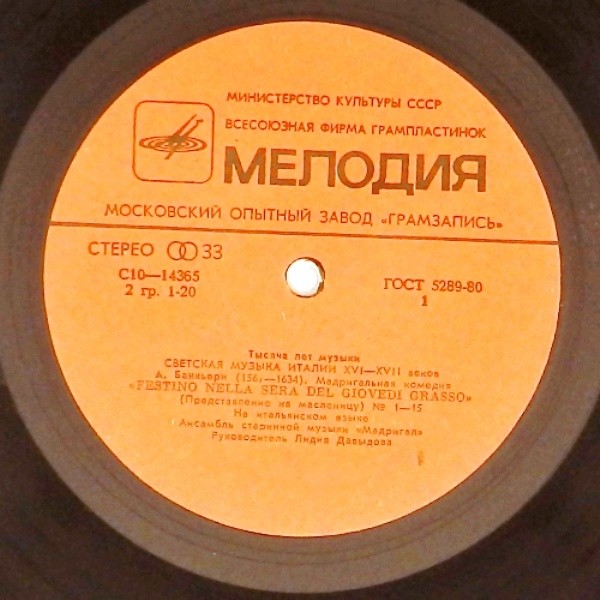 МИНИСТЕРСТВО КУЛЬТУРЫ СССР
ВСЕСОЮЗНАЯ ФИРМА ГРАМПЛАСТИНОК
МЕЛОДИЯ
МОСКОВСКИЙ ОПЫТНЫЙ ЗАВОД «ГРАМЗАПИСЬ»
СТЕРЕО 33
С10—14365
2 гр. 1-20
ГОСТ 5289-80
1
Тысяча лет музыки
СВЕТСКАЯ МУЗЫКА ИТАЛИИ XVI—XVII веков
А. Банкьери Мадригальная комедия
«FESTINO NELLA SERA DEL GIOVEDI GRASSO»
(Представление на масленицу) № 1—15
На итальянском языке
Ансамбль старинной музыки «Мадригал»
Руководитель Лидия Давыдова